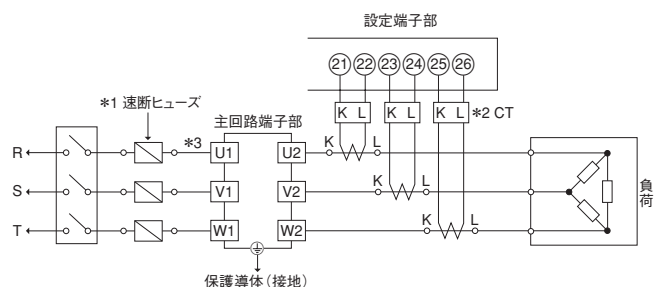 設定端子部
21 22 23 24 25 26
*1 速断ヒューズ
K L K L K L *2 CT
主回路端子部
*3
R U1 U2 K L
S V1 V2 K L
T W1 W2 K L
負荷
保護導体(接地)